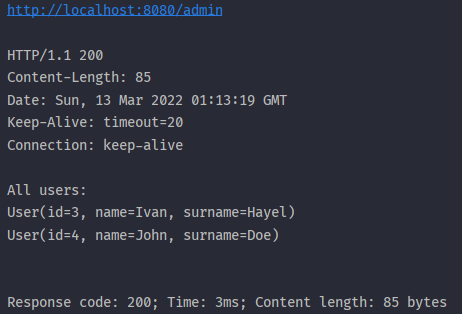 http://localhost:8080/admin
HTTP/1.1 200
Content-Length: 85
Date: Sun, 13 Mar 2022 01:13:19 GMT
Keep-Alive: timeout=20
Connection: keep-alive
All users:
User(id=3, name=Ivan, surname=Hayel)
User(id=4, name=John, surname=Doe)
Response code: 200; Time: 3ms; Content length: 85 bytes